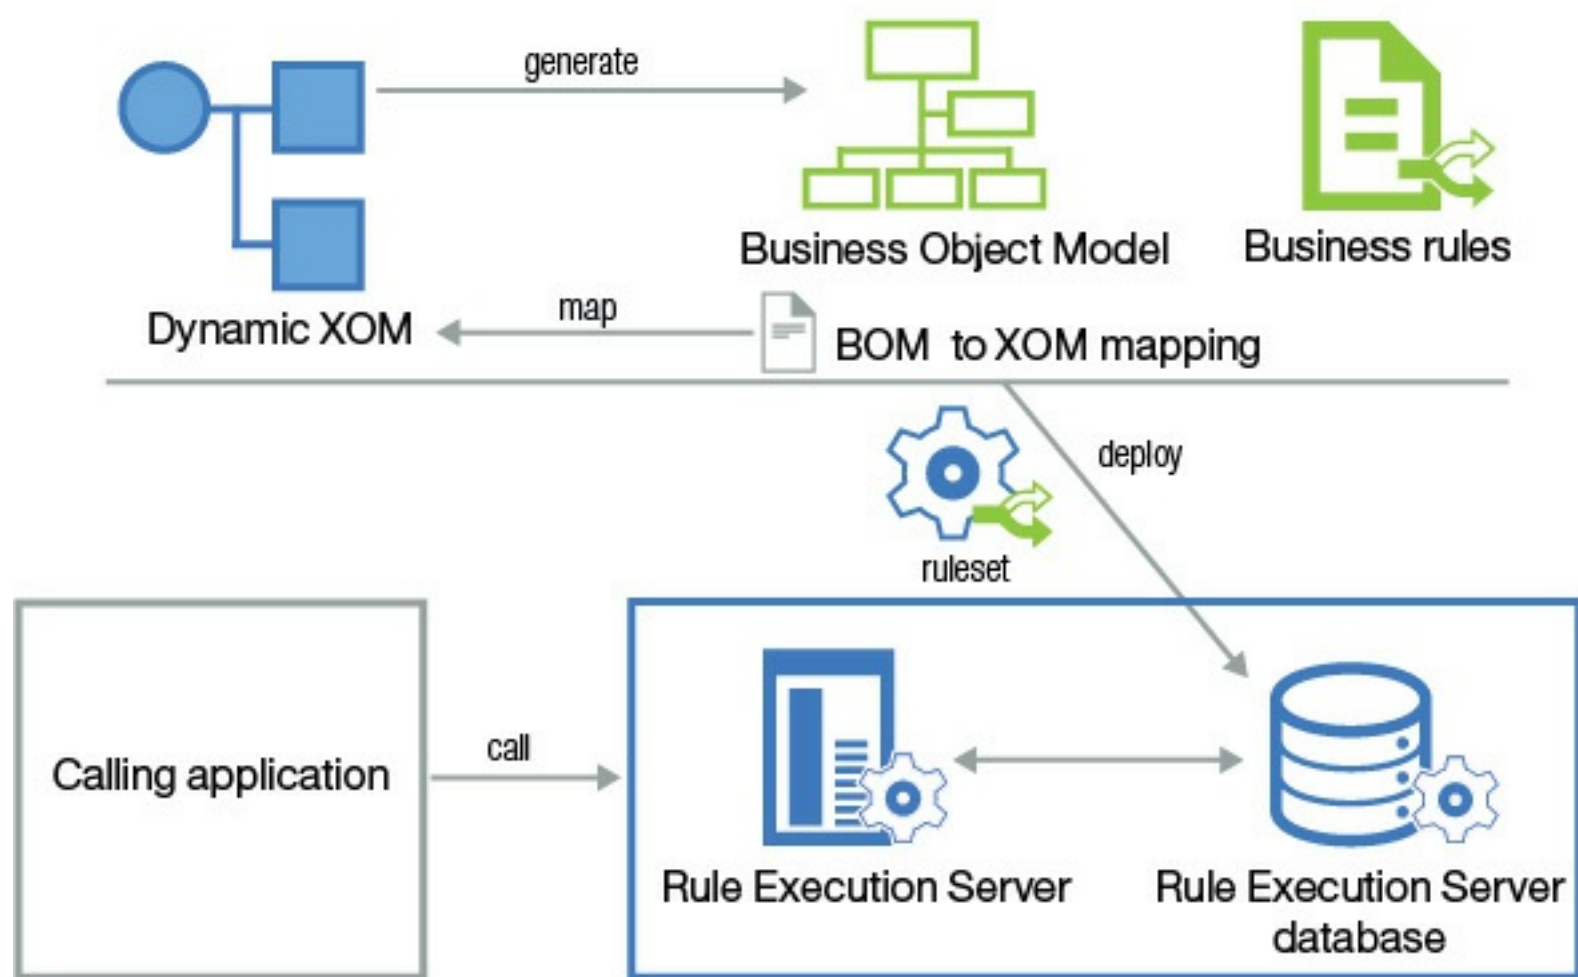 generate
Business Object Model
Business rules
Dynamic XOM
map
BOM to XOM mapping
deploy
ruleset
Calling application
call
Rule Execution Server
Rule Execution Server
database